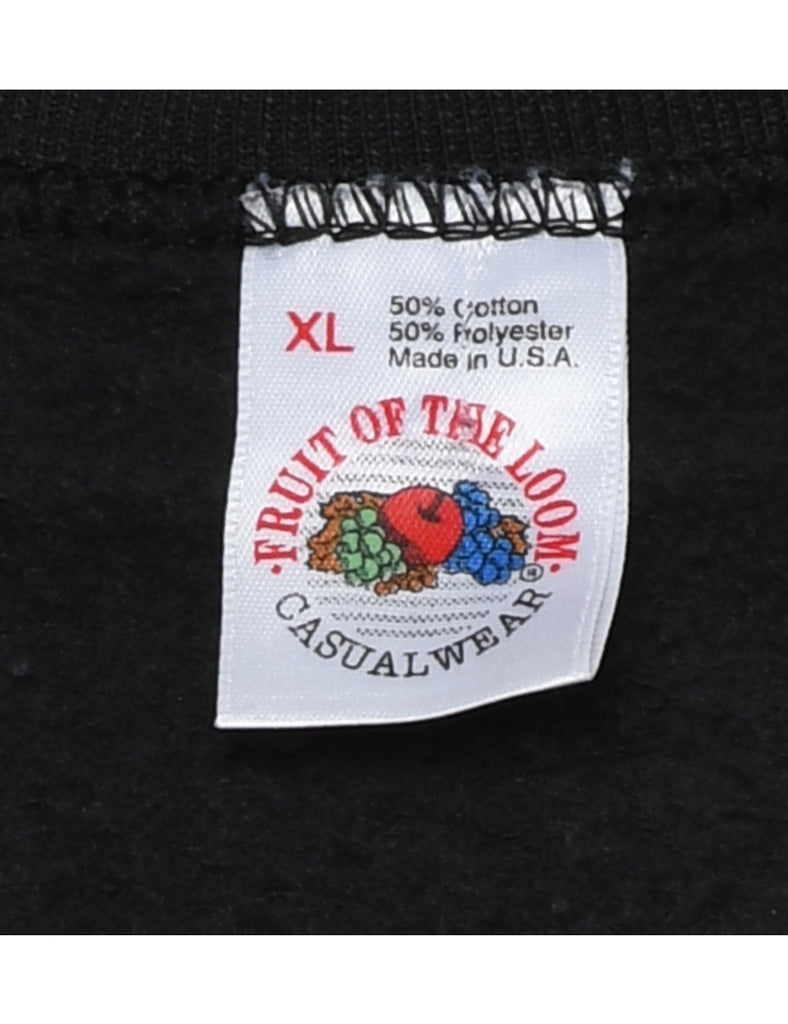 XL
50% Cotton
50% Polyester
Made in U.S.A.
·FRUIT OF THE LOOM·
®
CASUALWEAR